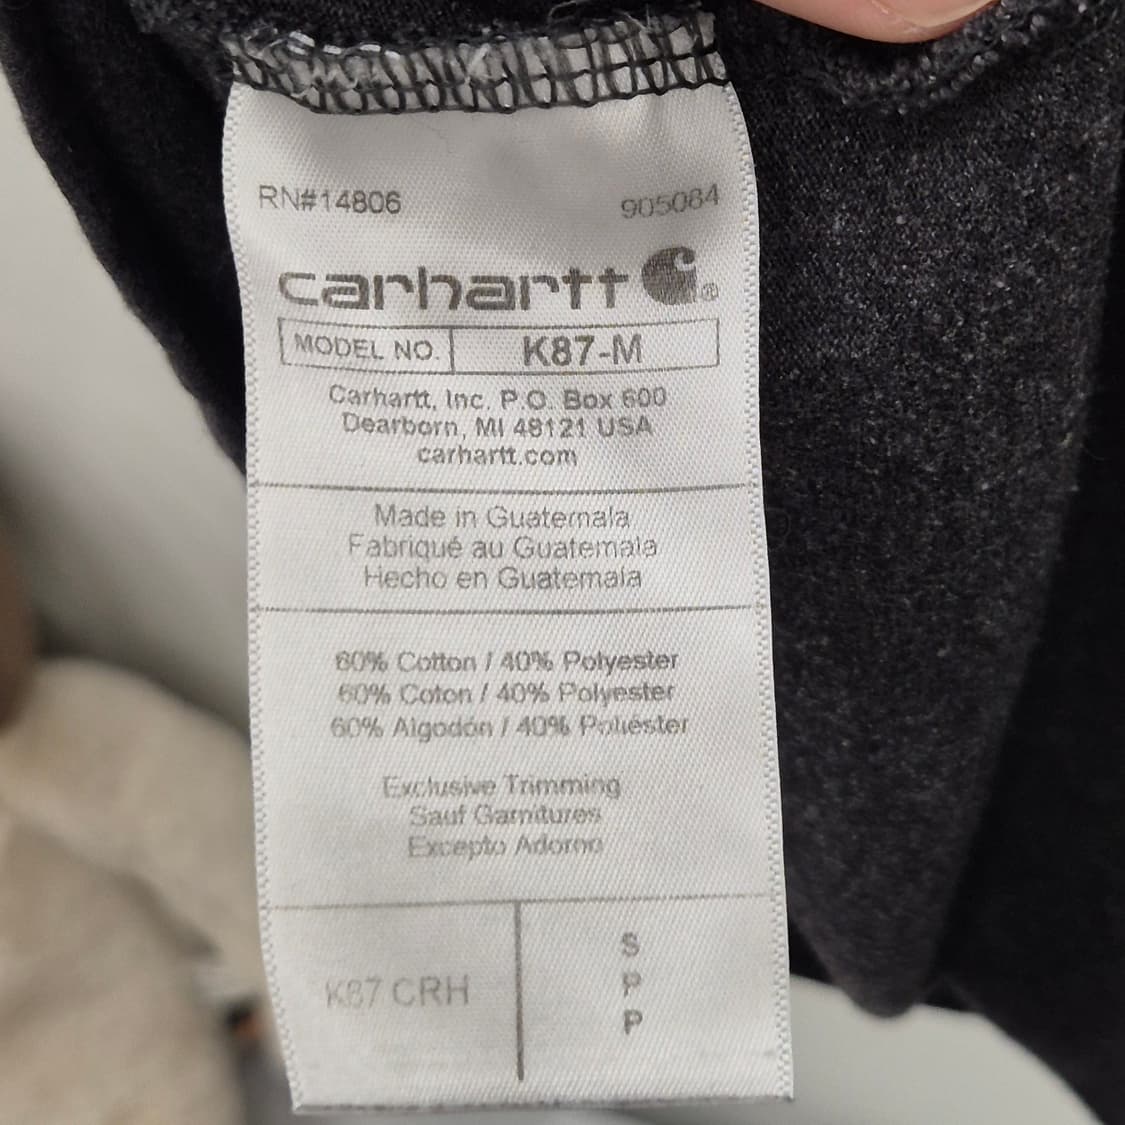 RN#14806 905084
carhartt ®
MODEL NO. K87-M
Carhartt, Inc. P.O. Box 600
Dearborn, MI 48121 USA
carhartt.com
Made in Guatemala
Fabriqué au Guatemala
Hecho en Guatemala
60% Cotton / 40% Polyester
60% Coton / 40% Polyester
60% Algodón / 40% Poliéster
Exclusive Trimming
Sauf Garnitures
Excepto Adorno
K87 CRH
S
P
P